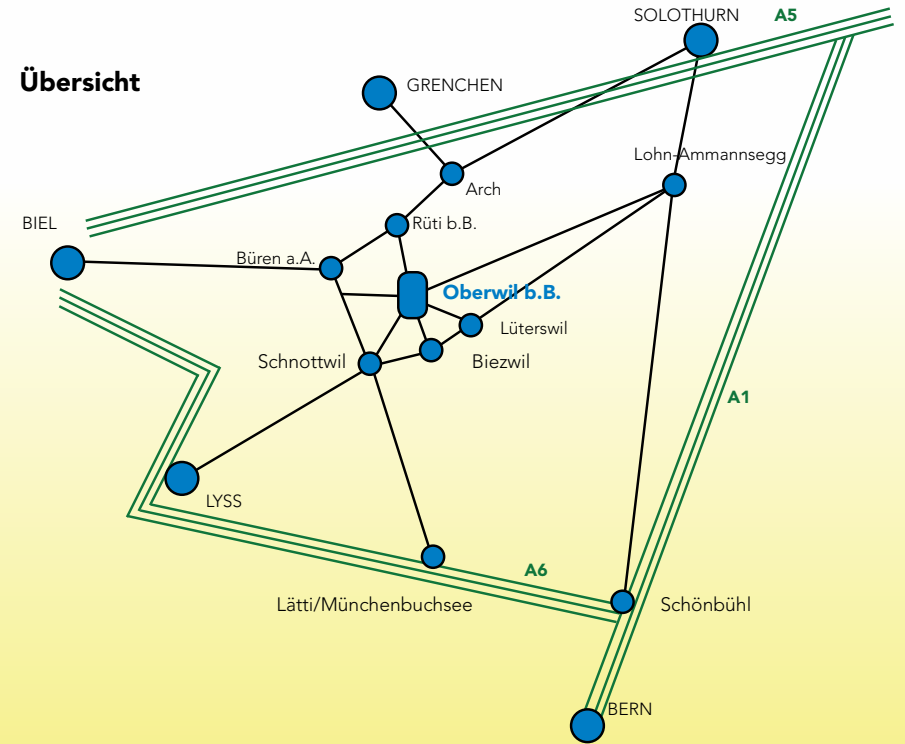 SOLOTHURN
A5
Übersicht
GRENCHEN
Lohn-Ammannsegg
Arch
BIEL
Rüti b.B.
Büren a.A.
Oberwil b.B.
Lüterswil
Schnottwil
Biezwil
A1
LYSS
A6
Lätti/Münchenbuchsee
Schönbühl
BERN